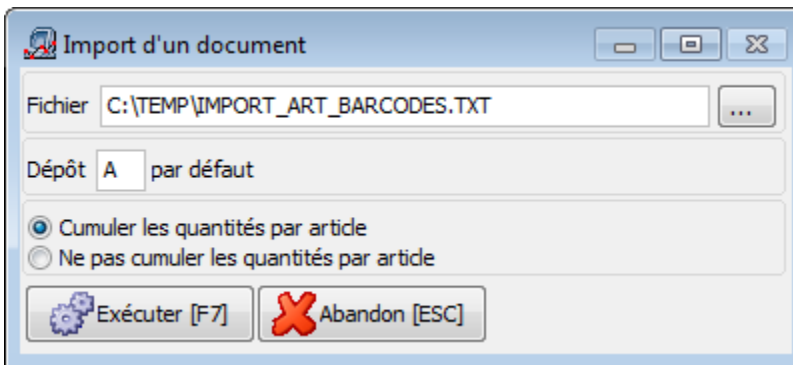 Import d'un document
Fichier C:\TEMP\IMPORT_ART_BARCODES.TXT ...
Dépôt A par défaut
Cumuler les quantités par article
Ne pas cumuler les quantités par article
Exécuter [F7] Abandon [ESC]